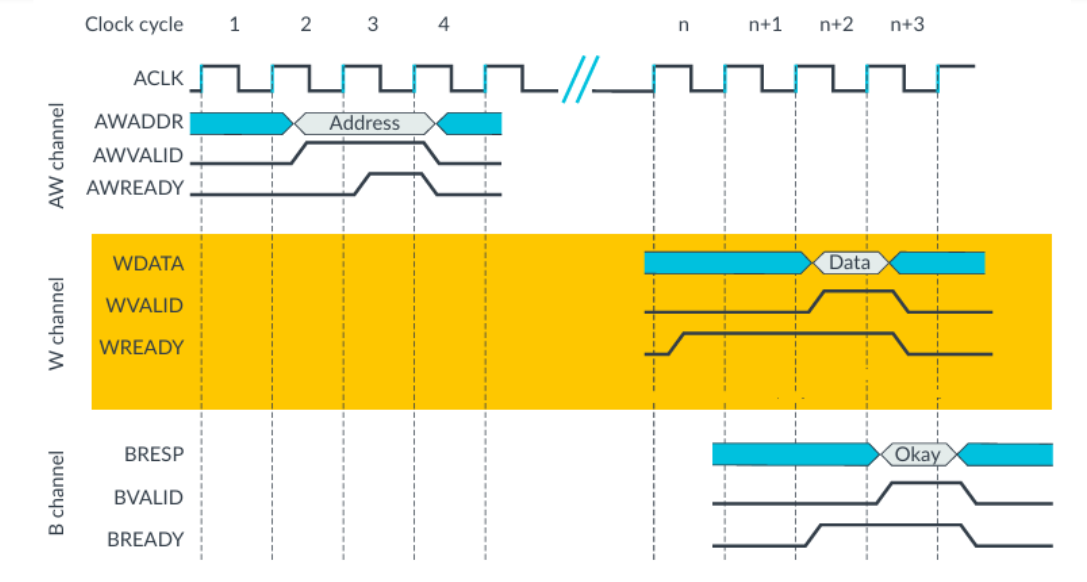 Clock cycle 1 2 3 4 n n+1 n+2 n+3
ACLK
AW channel
AWADDR Address
AWVALID
AWREADY
W channel
WDATA Data
WVALID
WREADY
B channel
BRESP Okay
BVALID
BREADY